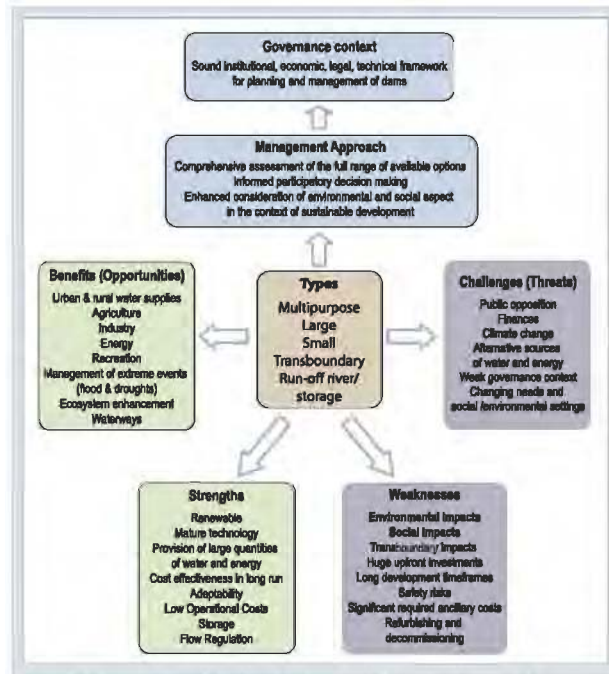 Governance context
Sound institutional, economic, legal, technical framework
for planning and management of dams
Management Approach
Comprehensive assessment of the full range of available options
Informed participatory decision making
Enhanced consideration of environmental and social aspect
in the context of sustainable development
Benefits (Opportunities)
Urban & rural water supplies
Agriculture
Industry
Energy
Recreation
Management of extreme events
(flood & droughts)
Ecosystem enhancement
Waterways
Types
Multipurpose
Large
Small
Transboundary
Run-off river/
storage
Challenges (Threats)
Public opposition
Finances
Climate change
Alternative sources
of water and energy
Weak governance context
Changing needs and
social /environmental settings
Strengths
Renewable
Mature technology
Provision of large quantities
of water and energy
Cost effectiveness in long run
Adaptability
Low Operational Costs
Storage
Flow Regulation
Weaknesses
Environmental Impacts
Social Impacts
Transboundary impacts
Huge upfront investments
Long development timeframes
Safety risks
Significant required ancillary costs
Refurbishing and
decommissioning